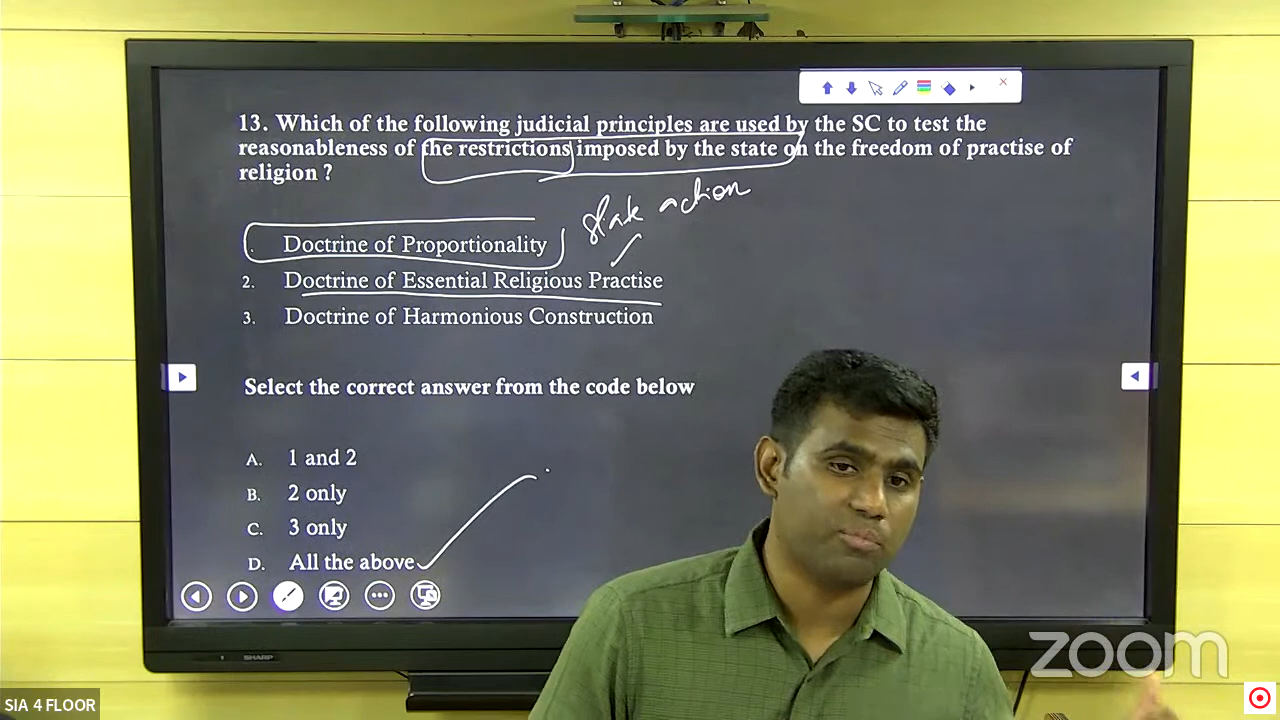 13. Which of the following judicial principles are used by the SC to test the
reasonableness of the restrictions imposed by the state on the freedom of practise of
religion ?
state action
. Doctrine of Proportionality
2. Doctrine of Essential Religious Practise
3. Doctrine of Harmonious Construction
Select the correct answer from the code below
A. 1 and 2
B. 2 only
C. 3 only
D. All the above
SHARP
zoom
SIA 4 FLOOR